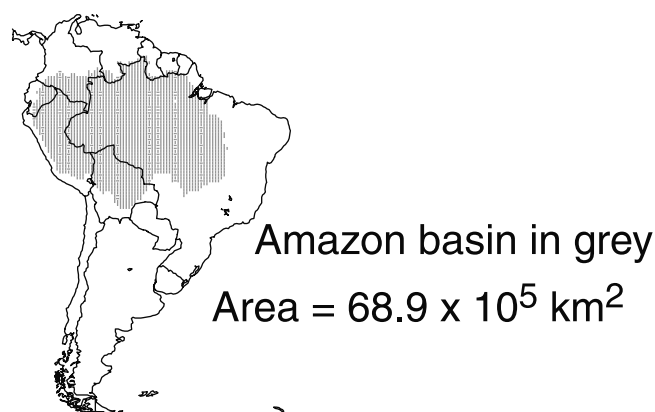 Amazon basin in grey
Area = 68.9 x 10⁵ km²